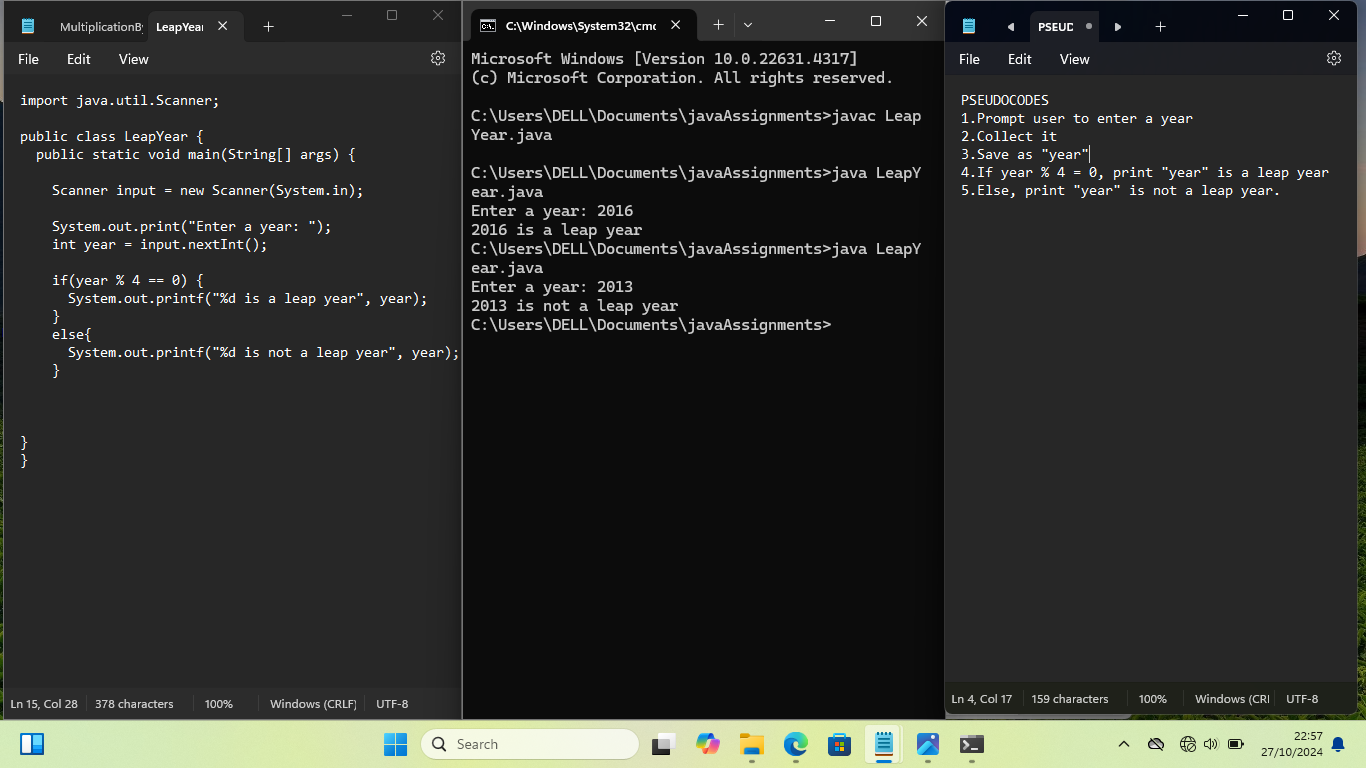 MultiplicationBy
LeapYear
File Edit View
import java.util.Scanner;
public class LeapYear {
public static void main(String[] args) {
Scanner input = new Scanner(System.in);
System.out.print("Enter a year: ");
int year = input.nextInt();
if(year % 4 == 0) {
System.out.printf("%d is a leap year", year);
}
else{
System.out.printf("%d is not a leap year", year);
}
}
}
Ln 15, Col 28 378 characters 100% Windows (CRLF) UTF-8
C:\Windows\System32\cmd
Microsoft Windows [Version 10.0.22631.4317]
(c) Microsoft Corporation. All rights reserved.
C:\Users\DELL\Documents\javaAssignments>javac Leap
Year.java
C:\Users\DELL\Documents\javaAssignments>java LeapY
ear.java
Enter a year: 2016
2016 is a leap year
C:\Users\DELL\Documents\javaAssignments>java LeapY
ear.java
Enter a year: 2013
2013 is not a leap year
C:\Users\DELL\Documents\javaAssignments>
PSEUD
File Edit View
PSEUDOCODES
1.Prompt user to enter a year
2.Collect it
3.Save as "year"
4.If year % 4 = 0, print "year" is a leap year
5.Else, print "year" is not a leap year.
Ln 4, Col 17 159 characters 100% Windows (CRI UTF-8
Search
22:57
27/10/2024